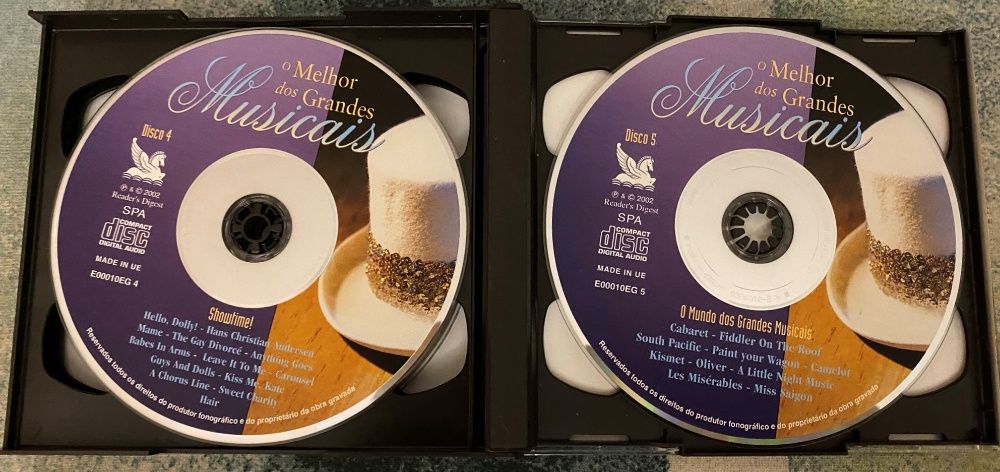 O Melhor
dos Grandes
Musicais
Disco 4
℗ & © 2002
Reader's Digest
SPA
COMPACT
disc
DIGITAL AUDIO
MADE IN UE
E00010EG 4
Showtime!
Hello, Dolly! - Hans Christian Andersen
Mame - The Gay Divorcé - Anything Goes
Babes In Arms - Leave It To Me - Carousel
Guys And Dolls - Kiss Me, Kate
A Chorus Line - Sweet Charity
Hair
Reservados todos os direitos do produtor fonográfico e do proprietário da obra gravada
O Melhor
dos Grandes
Musicais
Disco 5
℗ & © 2002
Reader's Digest
SPA
COMPACT
disc
DIGITAL AUDIO
MADE IN UE
E00010EG 5
O Mundo dos Grandes Musicais:
Cabaret - Fiddler On The Roof
South Pacific - Paint your Wagon - Camelot
Kismet - Oliver - A Little Night Music
Les Misérables - Miss Saigon
Reservados todos os direitos do produtor fonográfico e do proprietário da obra gravada